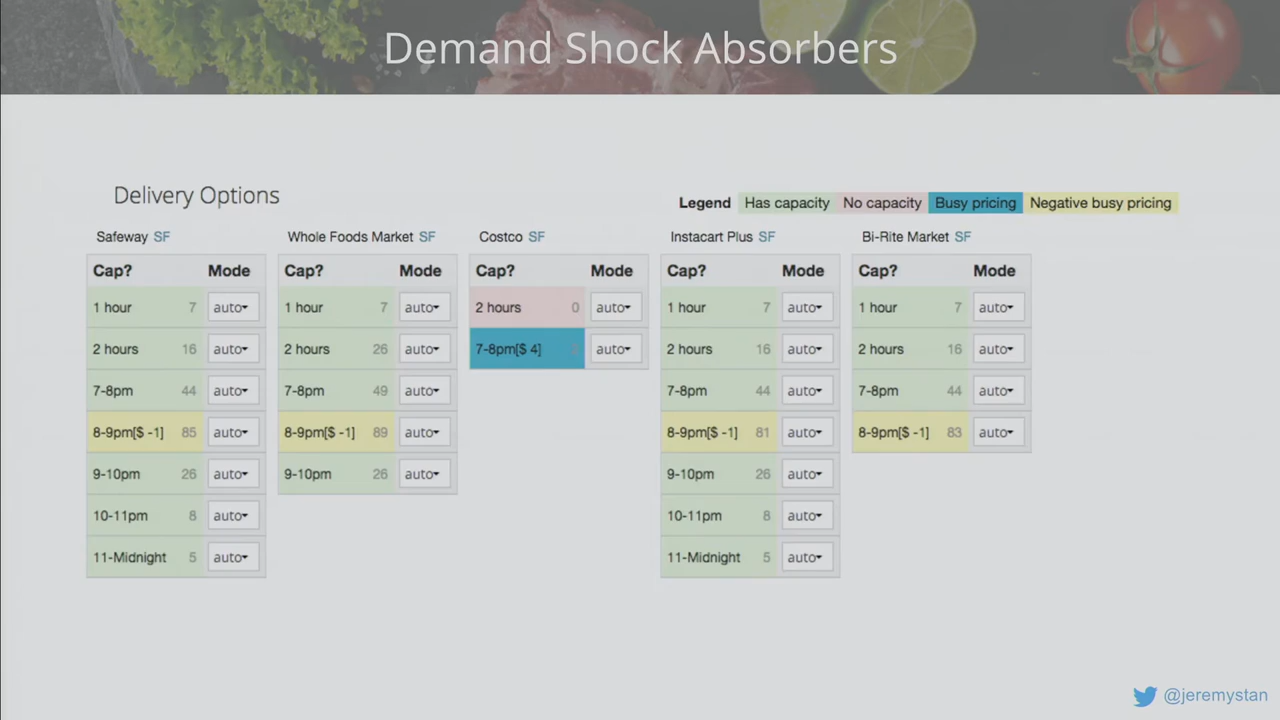 Demand Shock Absorbers
Delivery Options
Legend Has capacity No capacity Busy pricing Negative busy pricing
Safeway SF
Cap? Mode
1 hour 7 auto
2 hours 16 auto
7-8pm 44 auto
8-9pm[$ -1] 85 auto
9-10pm 26 auto
10-11pm 8 auto
11-Midnight 5 auto
Whole Foods Market SF
Cap? Mode
1 hour 7 auto
2 hours 26 auto
7-8pm 49 auto
8-9pm[$ -1] 89 auto
9-10pm 26 auto
Costco SF
Cap? Mode
2 hours 0 auto
7-8pm[$ 4] auto
Instacart Plus SF
Cap? Mode
1 hour 7 auto
2 hours 16 auto
7-8pm 44 auto
8-9pm[$ -1] 81 auto
9-10pm 26 auto
10-11pm 8 auto
11-Midnight 5 auto
Bi-Rite Market SF
Cap? Mode
1 hour 7 auto
2 hours 16 auto
7-8pm 44 auto
8-9pm[$ -1] 83 auto
@jeremystan